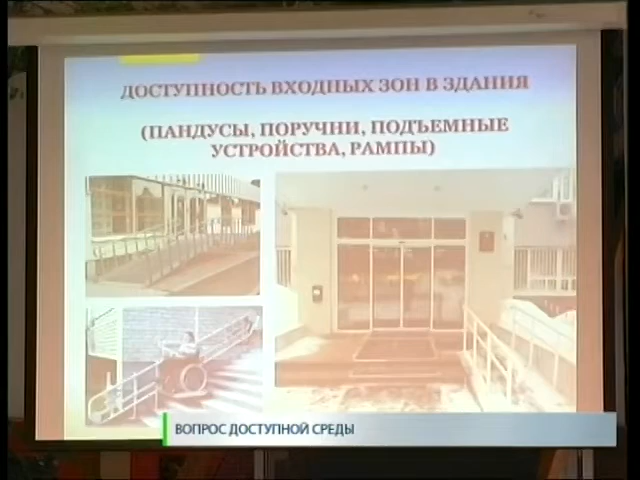 ДОСТУПНОСТЬ ВХОДНЫХ ЗОН В ЗДАНИЯ
(ПАНДУСЫ, ПОРУЧНИ, ПОДЪЕМНЫЕ
УСТРОЙСТВА, РАМПЫ)
ВОПРОС ДОСТУПНОЙ СРЕДЫ